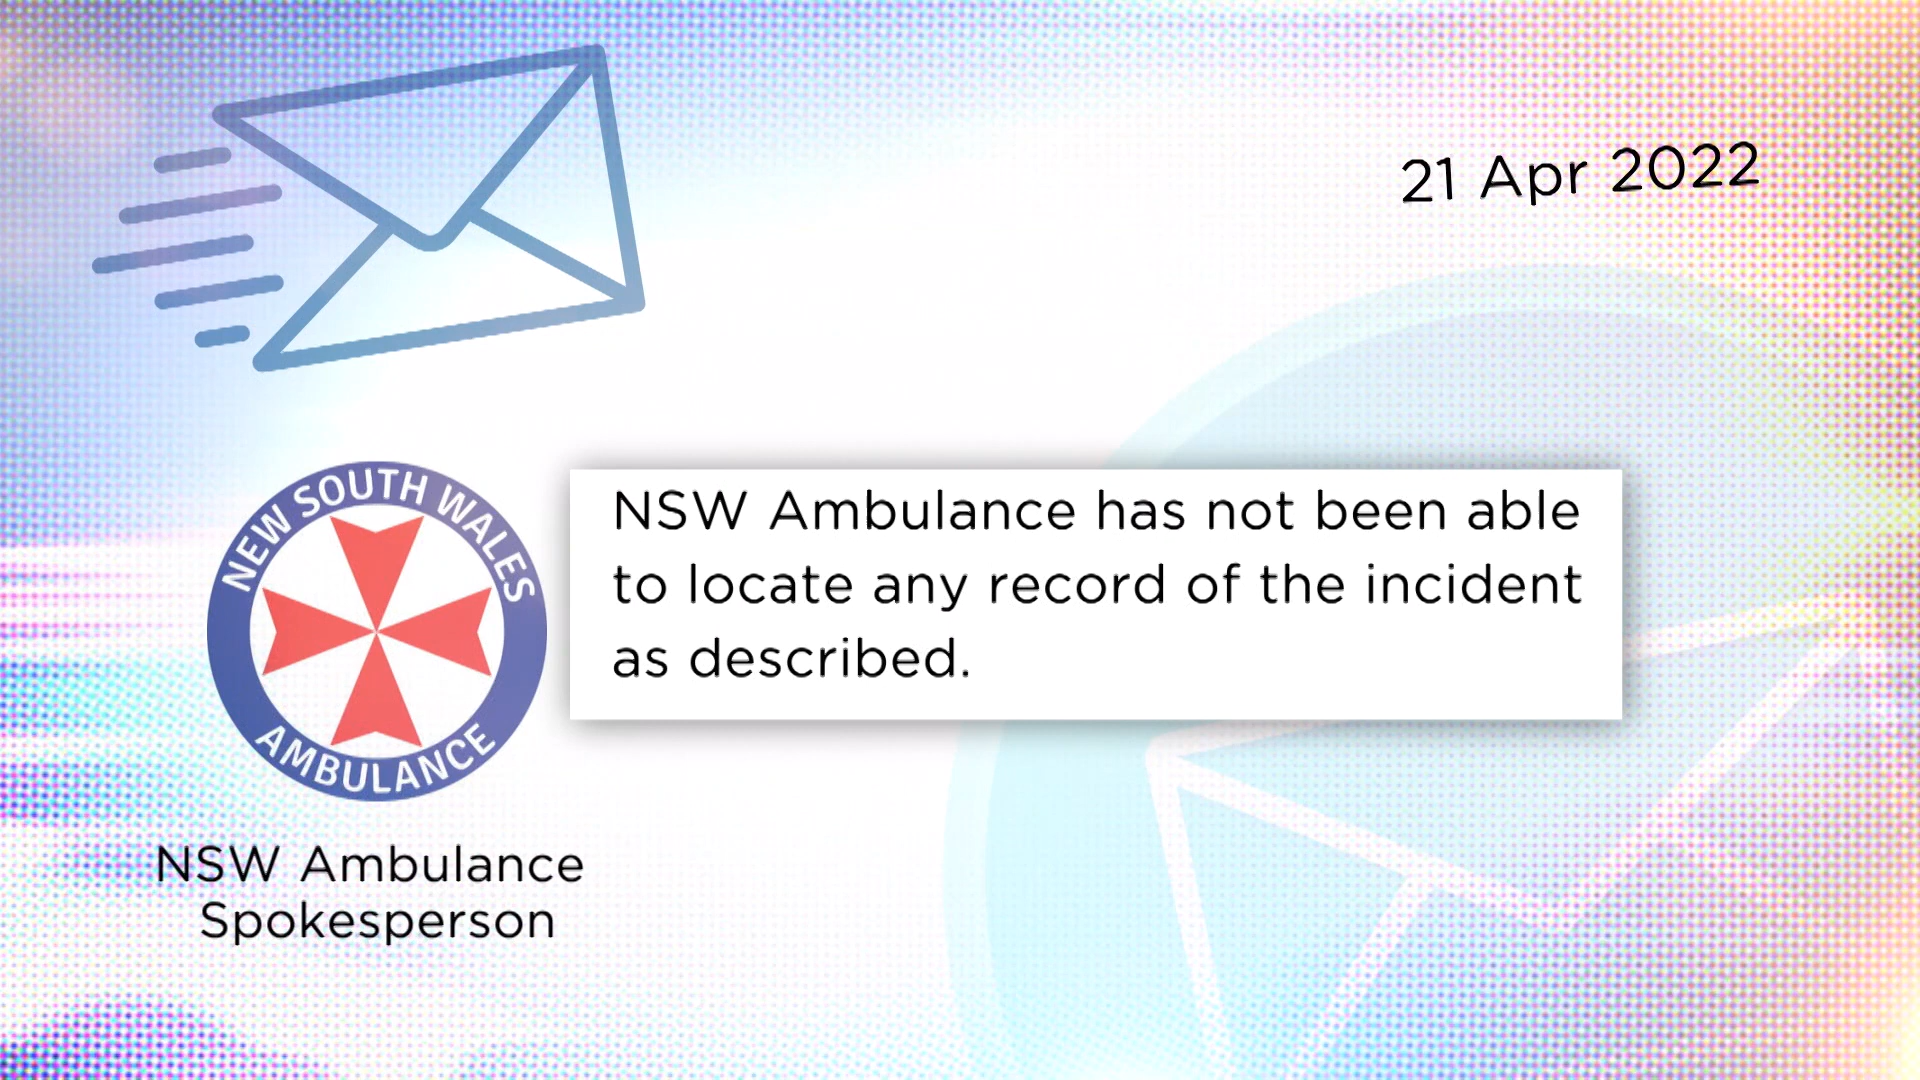 21 Apr 2022
NEW SOUTH WALES
AMBULANCE
NSW Ambulance has not been able
to locate any record of the incident
as described.
NSW Ambulance
Spokesperson